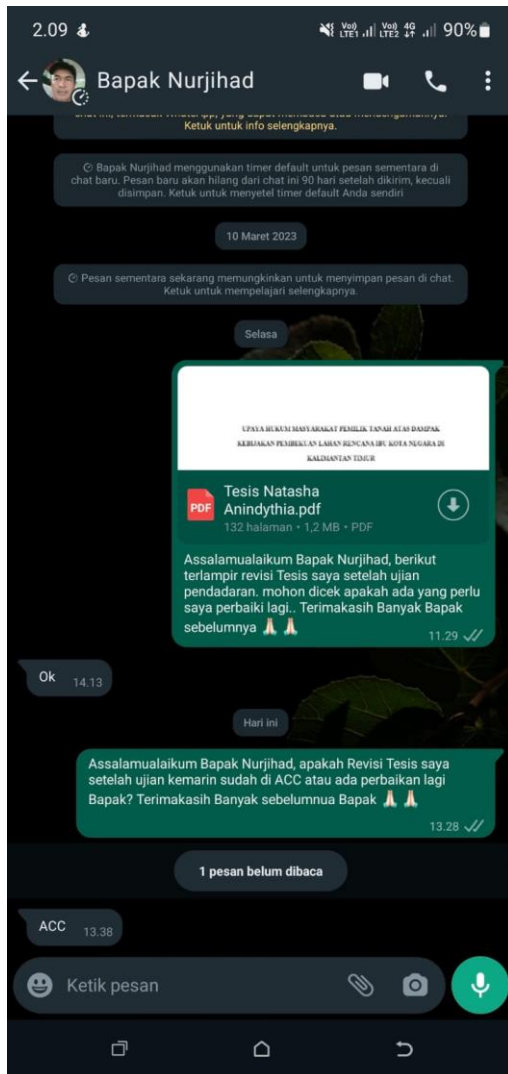 2.09
Vo)) LTE1 Vo)) LTE2 4G 90%
Bapak Nurjihad
Ketuk untuk info selengkapnya.
Bapak Nurjihad menggunakan timer default untuk pesan sementara di
chat baru. Pesan baru akan hilang dari chat ini 90 hari setelah dikirim, kecuali
disimpan. Ketuk untuk menyetel timer default Anda sendiri
10 Maret 2023
Pesan sementara sekarang memungkinkan untuk menyimpan pesan di chat.
Ketuk untuk mempelajari selengkapnya.
Selasa
UPAYA HUKUM MASYARAKAT PEMILIK TANAH ATAS DAMPAK
KEBIJAKAN PEMBEKUAN LAHAN RENCANA IBU KOTA NEGARA DI
KALIMANTAN TIMUR
PDF
Tesis Natasha
Anindythia.pdf
132 halaman • 1,2 MB • PDF
Assalamualaikum Bapak Nurjihad, berikut
terlampir revisi Tesis saya setelah ujian
pendadaran. mohon dicek apakah ada yang perlu
saya perbaiki lagi.. Terimakasih Banyak Bapak
sebelumnya 🙏🏻 🙏🏻
11.29
Ok 14.13
Hari ini
Assalamualaikum Bapak Nurjihad, apakah Revisi Tesis saya
setelah ujian kemarin sudah di ACC atau ada perbaikan lagi
Bapak? Terimakasih Banyak sebelumnua Bapak 🙏🏻 🙏🏻
13.28
1 pesan belum dibaca
ACC 13.38
Ketik pesan